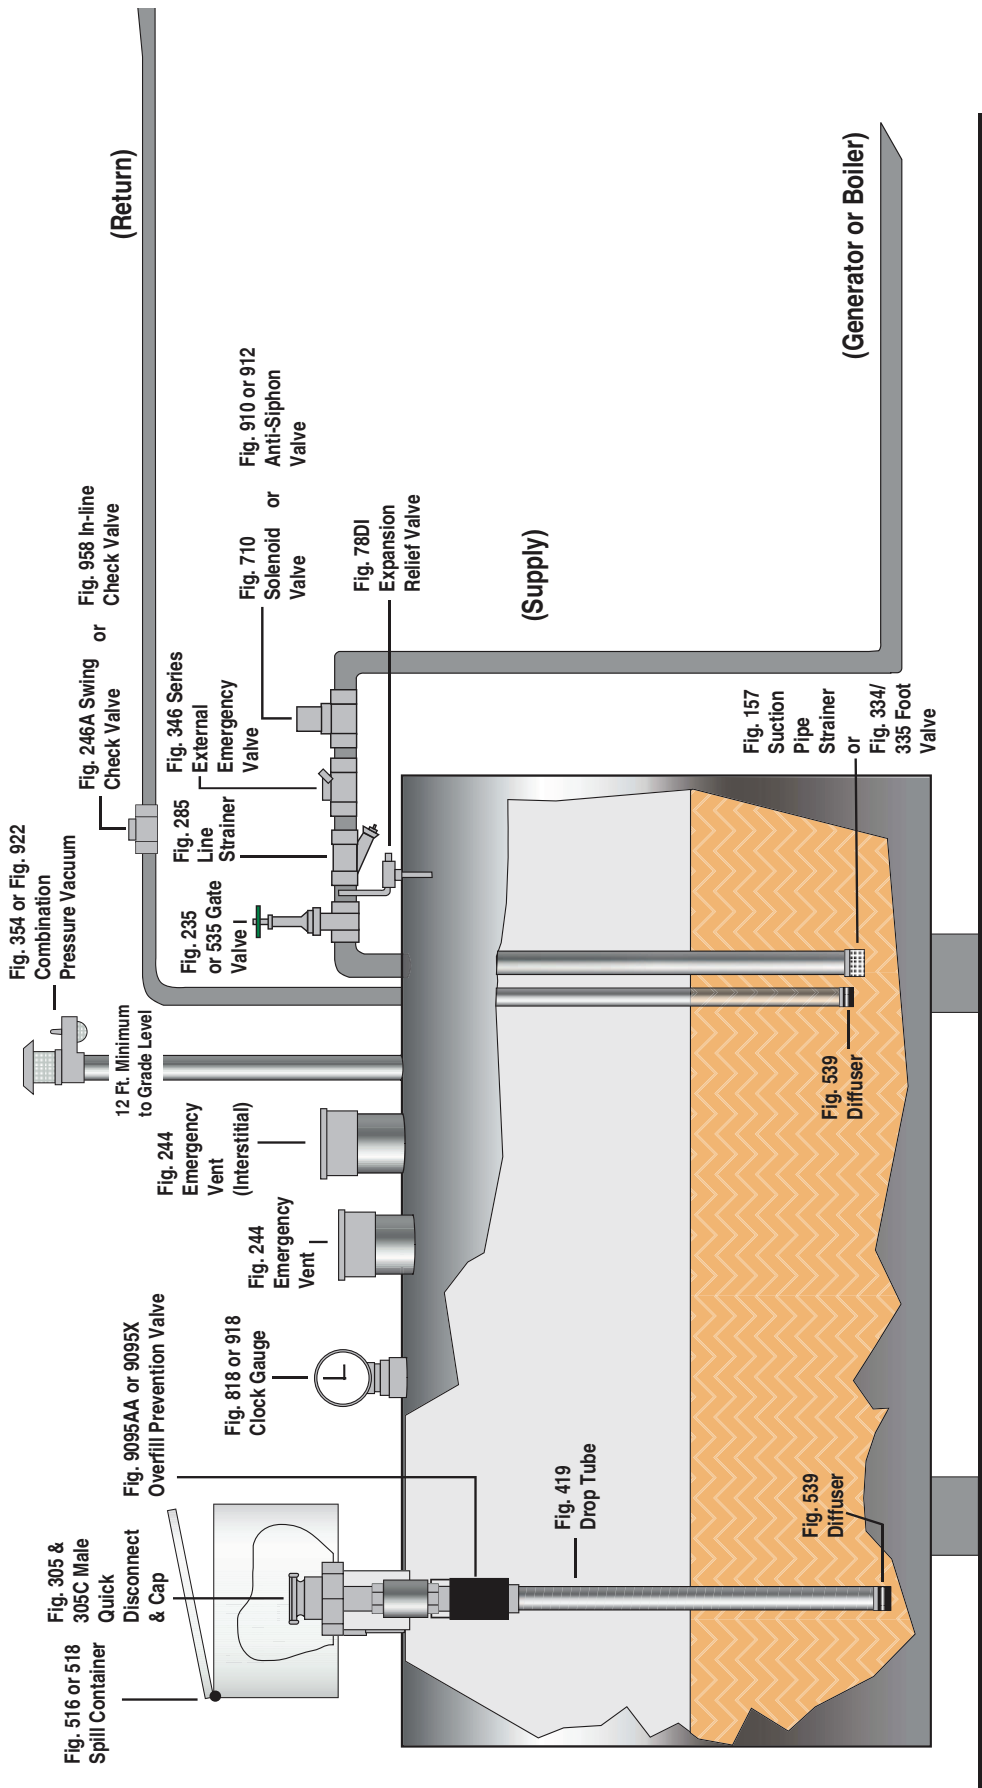 Fig. 516 or 518
Spill Container
Fig. 305 &
305C Male
Quick
Disconnect
& Cap
Fig. 9095AA or 9095X
Overfill Prevention Valve
Fig. 818 or 918
Clock Gauge
Fig. 244
Emergency
Vent
Fig. 244
Emergency
Vent
(Interstitial)
12 Ft. Minimum
to Grade Level
Fig. 354 or Fig. 922
Combination
Pressure Vacuum
Fig. 235
or 535 Gate
Valve
Fig. 285
Line
Strainer
Fig. 346 Series
External
Emergency
Valve
Fig. 246A Swing
Check Valve
or
Fig. 958 In-line
Check Valve
Fig. 710
Solenoid
Valve
or
Fig. 910 or 912
Anti-Siphon
Valve
Fig. 78DI
Expansion
Relief Valve
(Return)
(Supply)
(Generator or Boiler)
Fig. 419
Drop Tube
Fig. 539
Diffuser
Fig. 539
Diffuser
Fig. 157
Suction
Pipe
Strainer
or
Fig. 334/
335 Foot
Valve